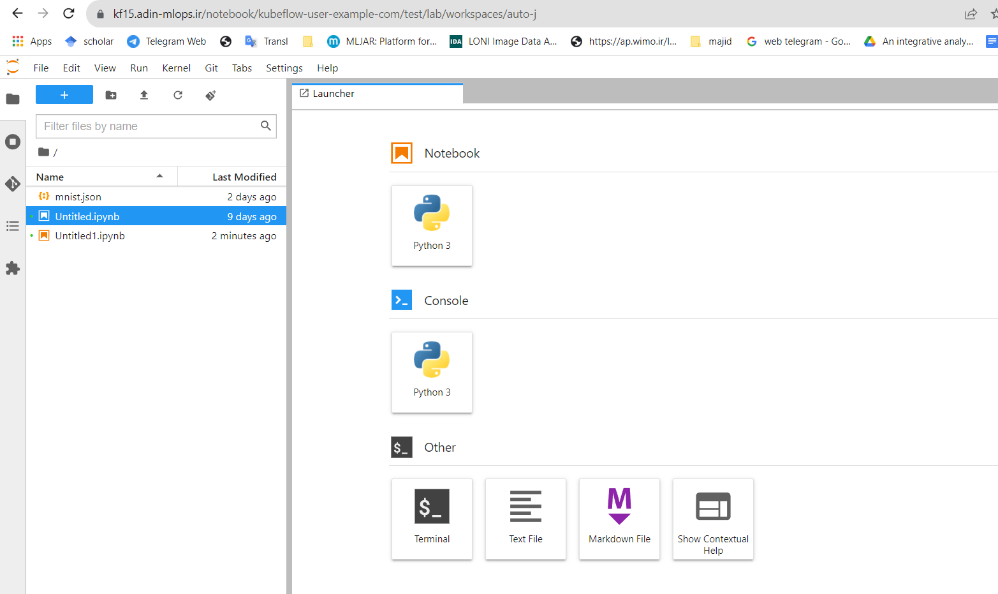 kf15.adin-mlops.ir/notebook/kubeflow-user-example-com/test/lab/workspaces/auto-j
Apps scholar Telegram Web Transl MLJAR: Platform for... IDA LONI Image Data A... https://ap.wimo.ir/l... majid web telegram - Go... An integrative analy...
File Edit View Run Kernel Git Tabs Settings Help
+
Launcher
Filter files by name
/
Name Last Modified
mnist.json 2 days ago
Untitled.ipynb 9 days ago
Untitled1.ipynb 2 minutes ago
Notebook
Python 3
Console
Python 3
$_ Other
$_ M
Terminal Text File Markdown File Show Contextual
Help